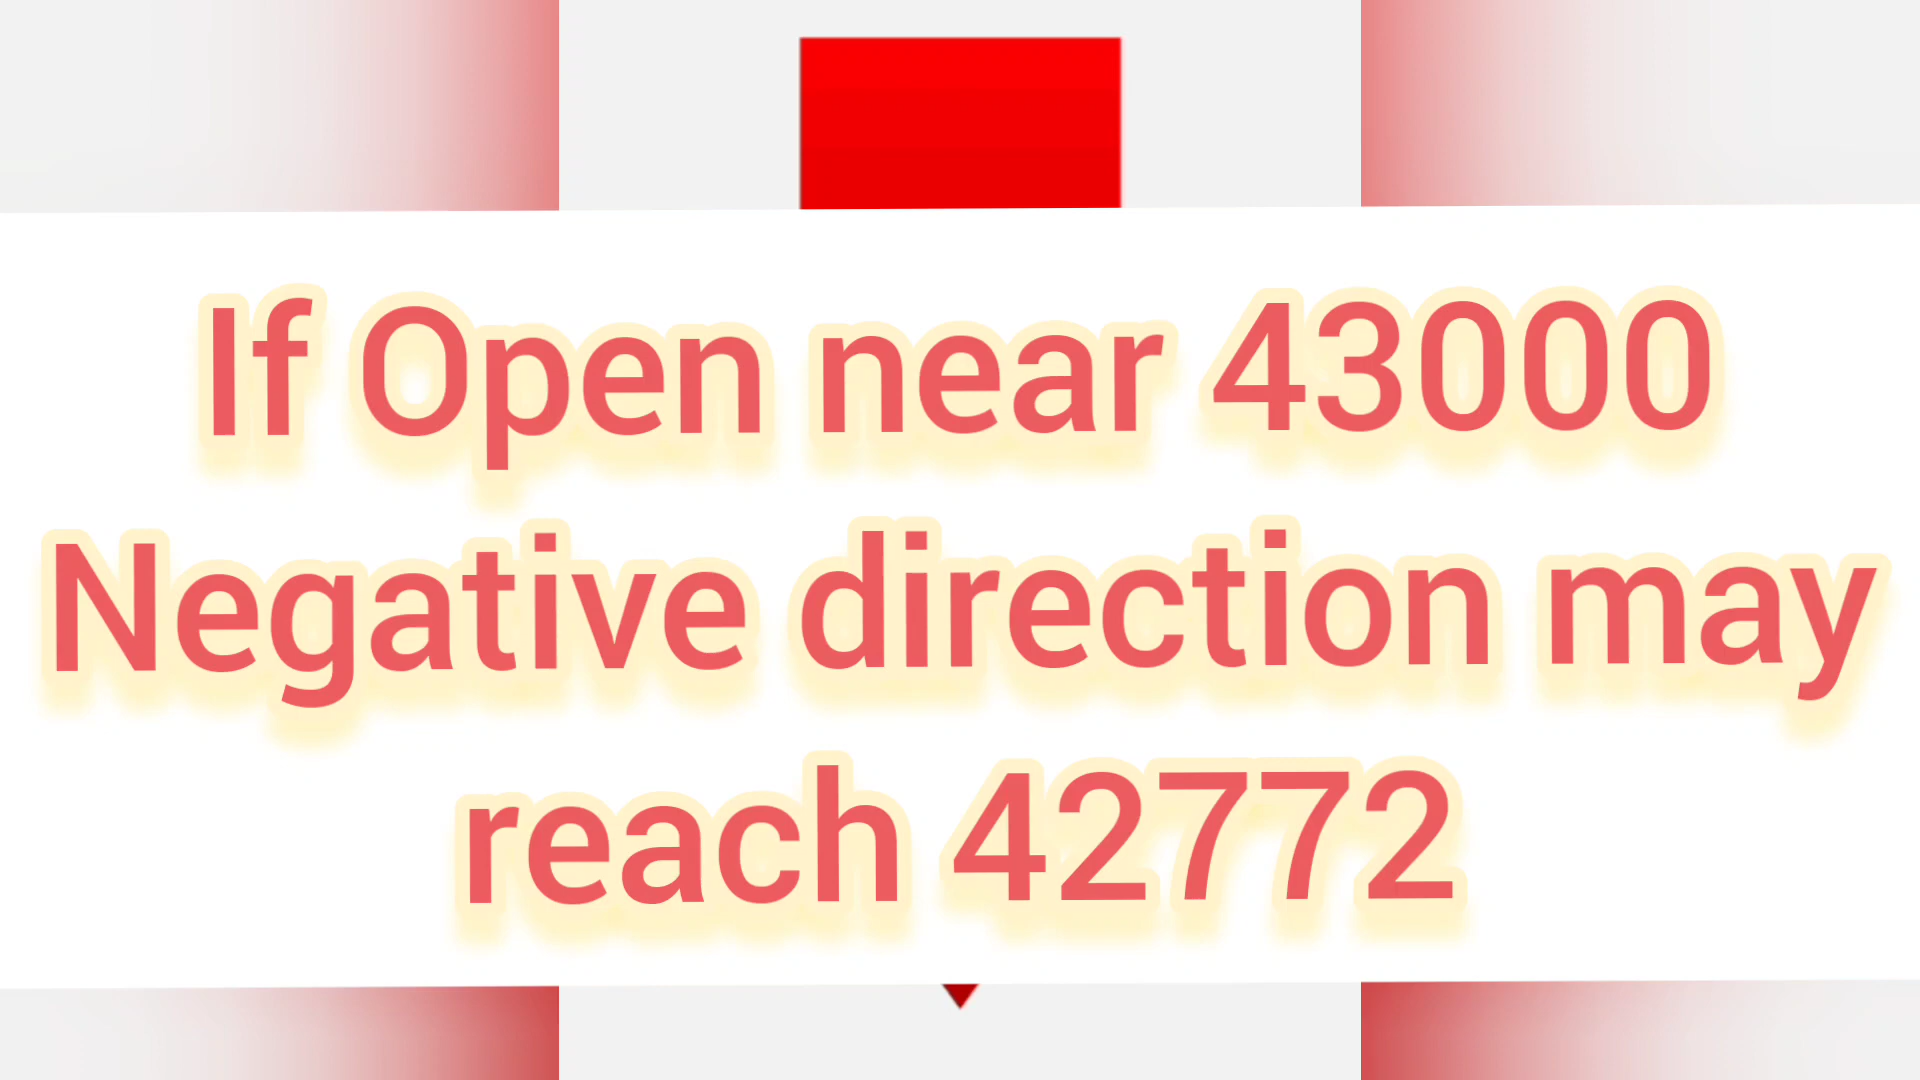 If Open near 43000
Negative direction may
reach 42772